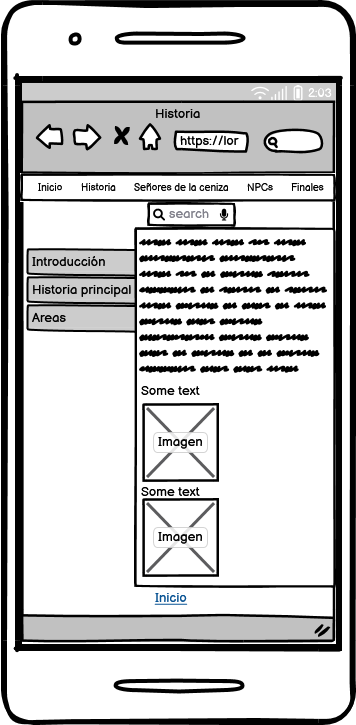 2:03
Historia
https://lor
Inicio Historia Señores de la ceniza NPCs Finales
search
Introducción
Historia principal
Areas
Some text
Imagen
Some text
Imagen
Inicio